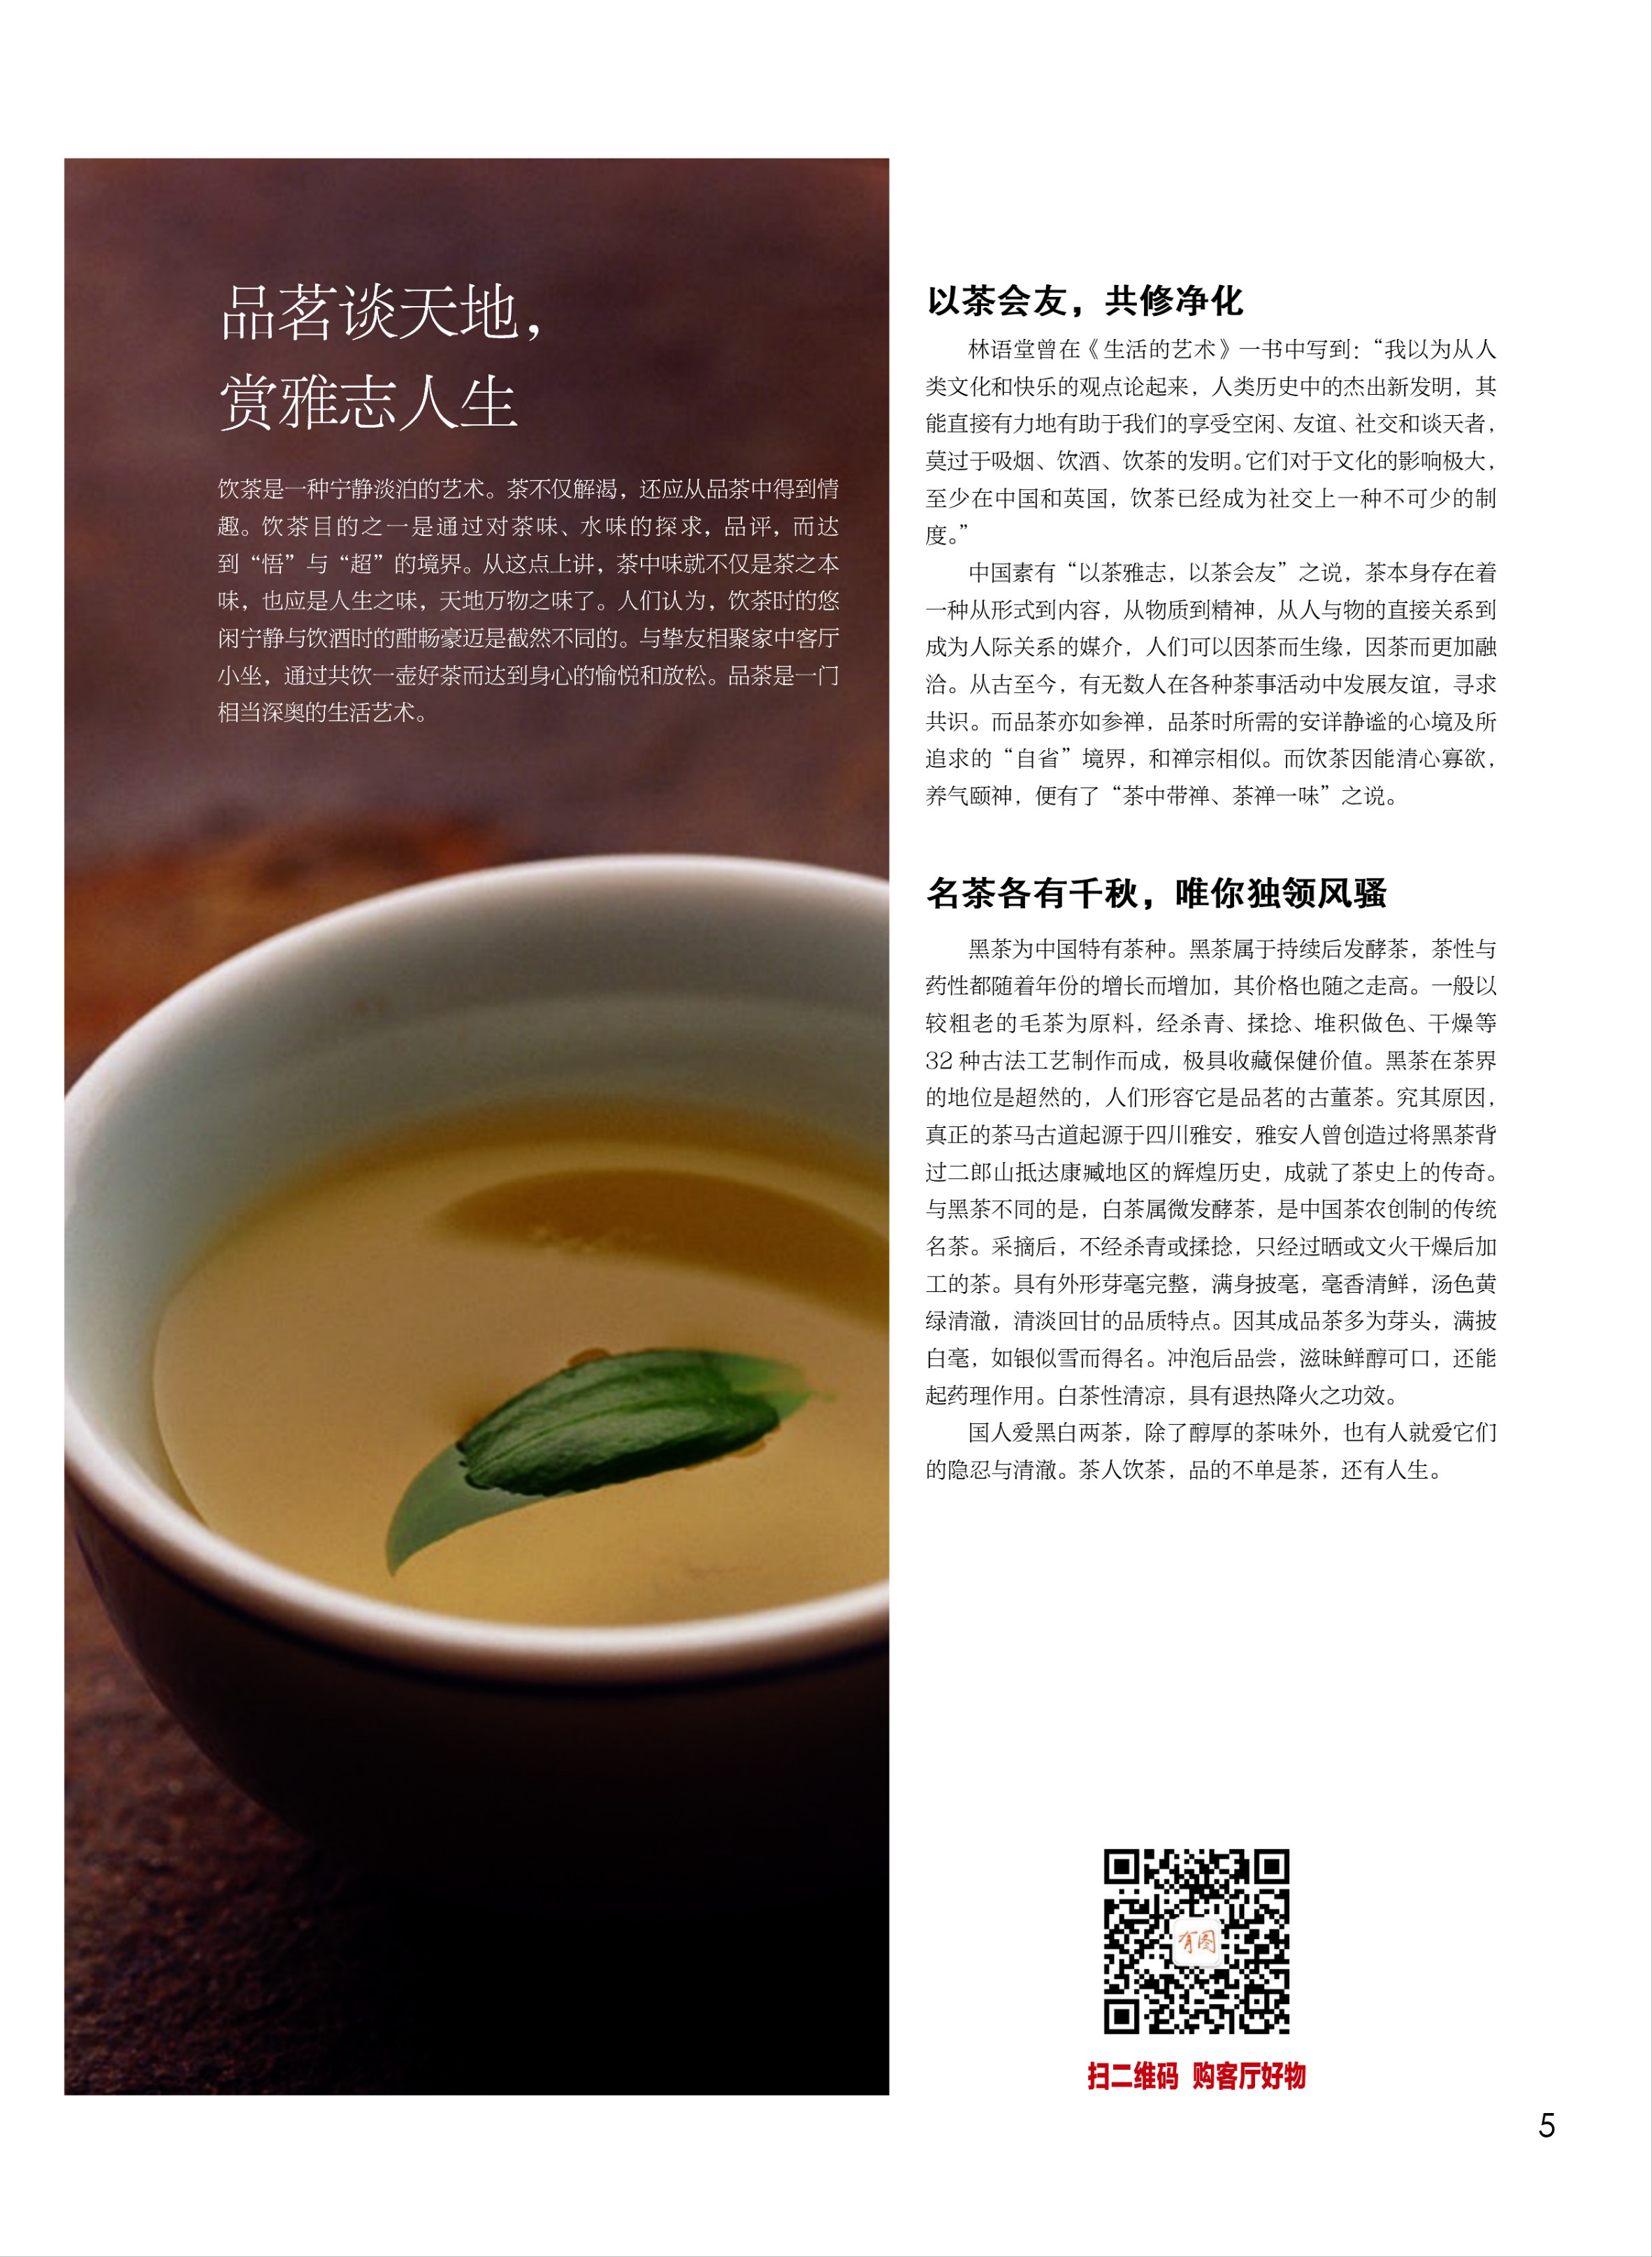 品茗谈天地，
赏雅志人生
饮茶是一种宁静淡泊的艺术。茶不仅解渴，还应从品茶中得到情
趣。饮茶目的之一是通过对茶味、水味的探求，品评，而达
到“悟”与“超”的境界。从这点上讲，茶中味就不仅是茶之本
味，也应是人生之味，天地万物之味了。人们认为，饮茶时的悠
闲宁静与饮酒时的酣畅豪迈是截然不同的。与挚友相聚家中客厅
小坐，通过共饮一壶好茶而达到身心的愉悦和放松。品茶是一门
相当深奥的生活艺术。
以茶会友，共修净化
林语堂曾在《生活的艺术》一书中写到：“我以为从人
类文化和快乐的观点论起来，人类历史中的杰出新发明，其
能直接有力地有助于我们的享受空闲、友谊、社交和谈天者，
莫过于吸烟、饮酒、饮茶的发明。它们对于文化的影响极大，
至少在中国和英国，饮茶已经成为社交上一种不可少的制
度。”
中国素有“以茶雅志，以茶会友”之说，茶本身存在着
一种从形式到内容，从物质到精神，从人与物的直接关系到
成为人际关系的媒介，人们可以因茶而生缘，因茶而更加融
洽。从古至今，有无数人在各种茶事活动中发展友谊，寻求
共识。而品茶亦如参禅，品茶时所需的安详静谧的心境及所
追求的“自省”境界，和禅宗相似。而饮茶因能清心寡欲，
养气颐神，便有了“茶中带禅、茶禅一味”之说。
名茶各有千秋，唯你独领风骚
黑茶为中国特有茶种。黑茶属于持续后发酵茶，茶性与
药性都随着年份的增长而增加，其价格也随之走高。一般以
较粗老的毛茶为原料，经杀青、揉捻、堆积做色、干燥等
32 种古法工艺制作而成，极具收藏保健价值。黑茶在茶界
的地位是超然的，人们形容它是品茗的古董茶。究其原因，
真正的茶马古道起源于四川雅安，雅安人曾创造过将黑茶背
过二郎山抵达康臧地区的辉煌历史，成就了茶史上的传奇。
与黑茶不同的是，白茶属微发酵茶，是中国茶农创制的传统
名茶。采摘后，不经杀青或揉捻，只经过晒或文火干燥后加
工的茶。具有外形芽毫完整，满身披毫，毫香清鲜，汤色黄
绿清澈，清淡回甘的品质特点。因其成品茶多为芽头，满披
白毫，如银似雪而得名。冲泡后品尝，滋味鲜醇可口，还能
起药理作用。白茶性清凉，具有退热降火之功效。
国人爱黑白两茶，除了醇厚的茶味外，也有人就爱它们
的隐忍与清澈。茶人饮茶，品的不单是茶，还有人生。
有图
扫二维码 购客厅好物
5